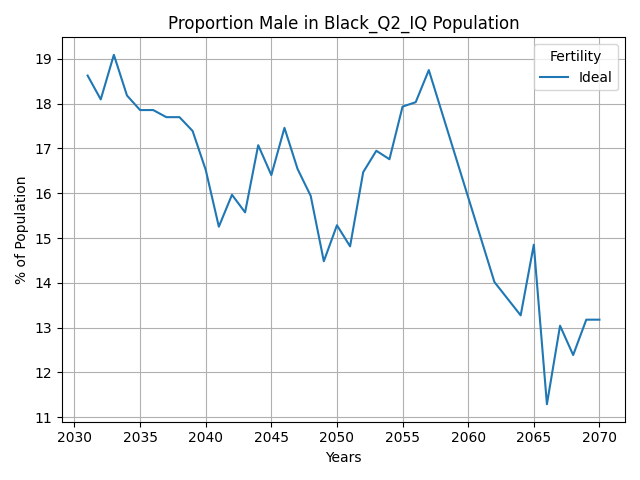 Proportion Male in Black_Q2_IQ Population
Fertility
Ideal
% of Population
19
18
17
16
15
14
13
12
11
2030 2035 2040 2045 2050 2055 2060 2065 2070
Years